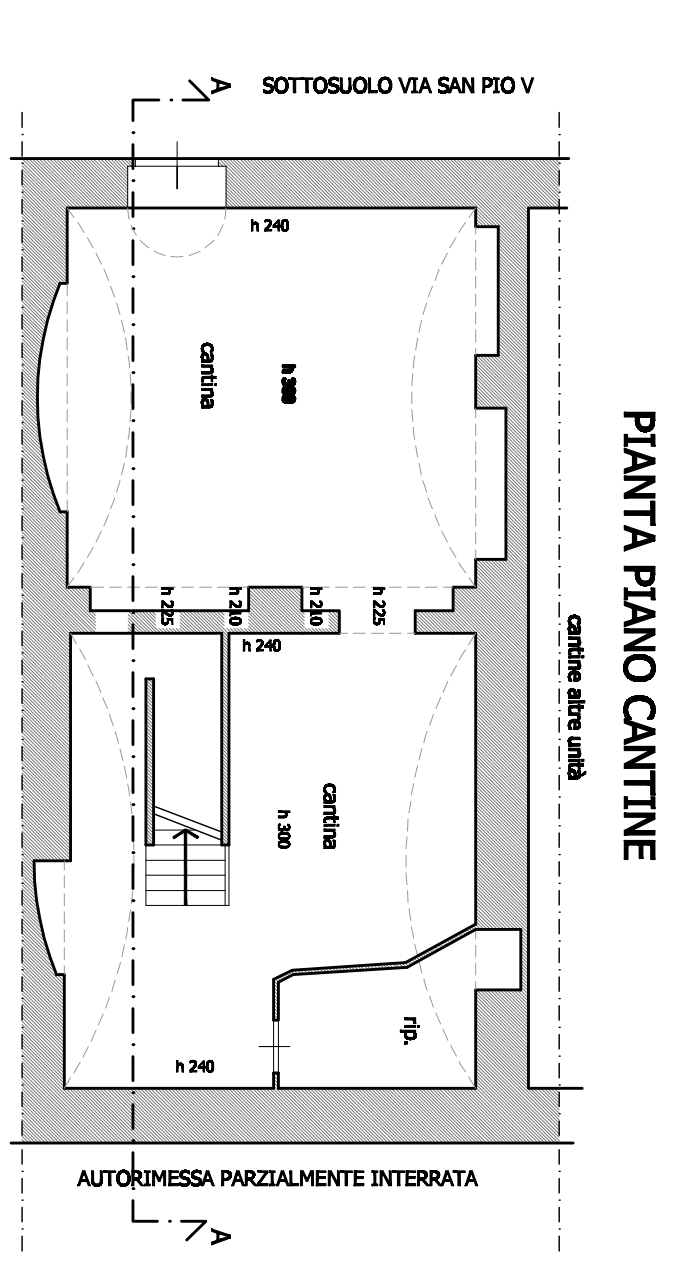 A
SOTTOSUOLO VIA SAN PIO V
h 240
cantina
h 300
PIANTA PIANO CANTINE
h 225
h 210
h 210
h 225
h 240
cantine altre unità
cantina
h 300
rip.
h 240
AUTORIMESSA PARZIALMENTE INTERRATA
A